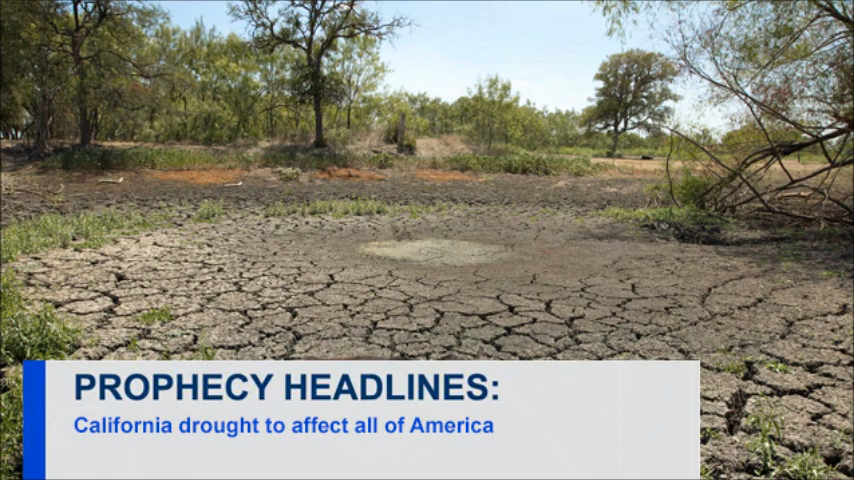 PROPHECY HEADLINES:
California drought to affect all of America